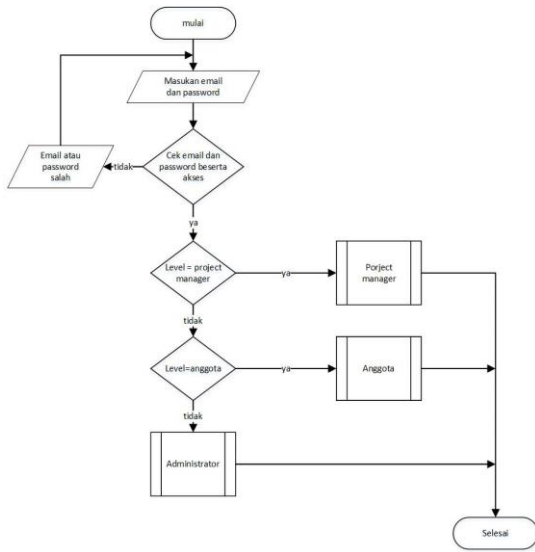 mulai
Masukan email
dan password
Email atau
password
salah
tidak
Cek email dan
password beserta
akses
ya
Level = project
manager
ya
Porject
manager
tidak
Level=anggota
ya
Anggota
tidak
Administrator
Selesai